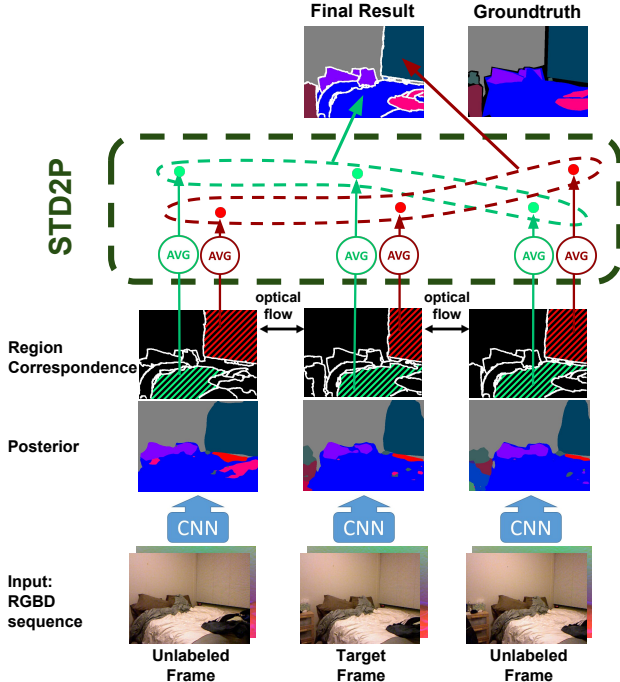 Final Result
Groundtruth
STD2P
AVG
AVG
AVG
AVG
AVG
AVG
optical
flow
optical
flow
Region
Correspondence
Posterior
CNN
CNN
CNN
Input:
RGBD
sequence
Unlabeled
Frame
Target
Frame
Unlabeled
Frame